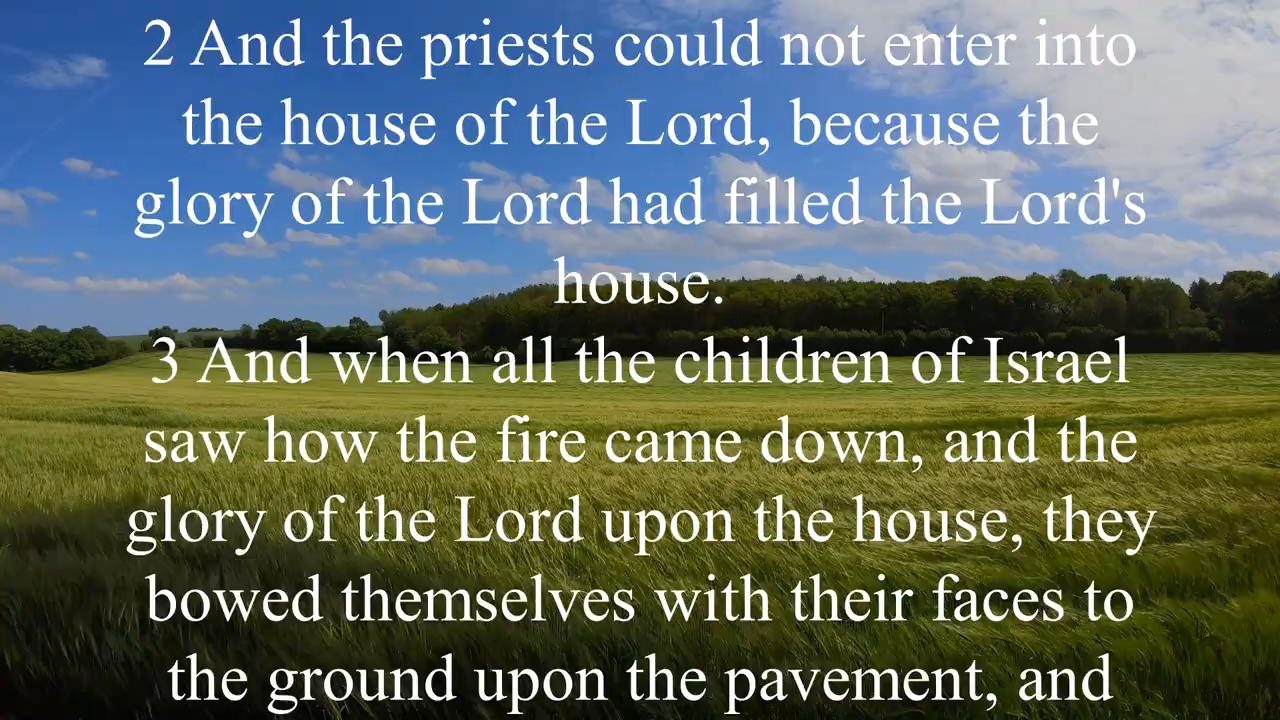 2 And the priests could not enter into
the house of the Lord, because the
glory of the Lord had filled the Lord's
house.
3 And when all the children of Israel
saw how the fire came down, and the
glory of the Lord upon the house, they
bowed themselves with their faces to
the ground upon the pavement, and